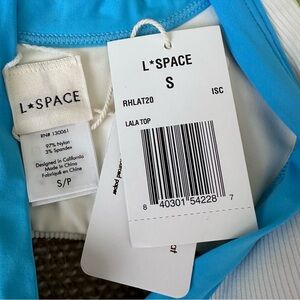 L*SPACE
RN# 130061
97% Nylon
3% Spandex
Designed in California
Made in China
Fabriqué en China
S/P
L*SPACE
S
RHLAT20
ISC
LALA TOP
8 40301 54228 7